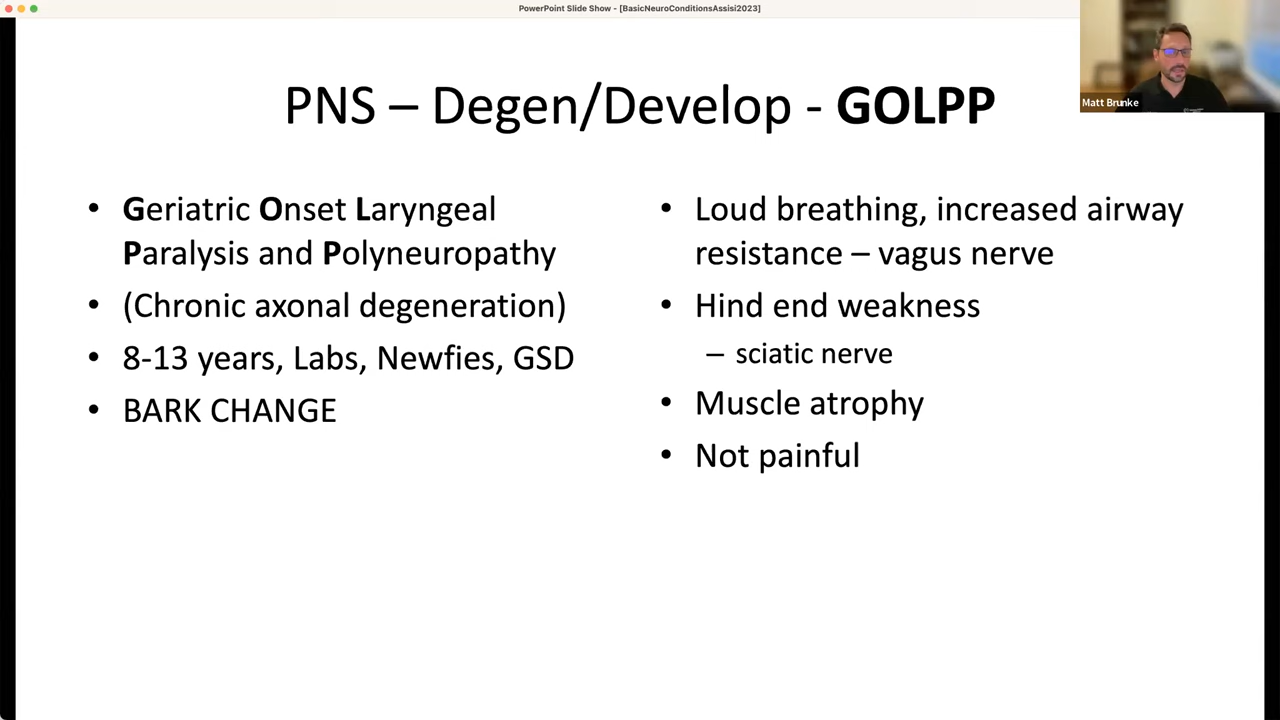 PowerPoint Slide Show - [BasicNeuroConditionsAssisi2023]
Matt Brunke
PNS – Degen/Develop - GOLPP
• Geriatric Onset Laryngeal
Paralysis and Polyneuropathy
• (Chronic axonal degeneration)
• 8-13 years, Labs, Newfies, GSD
• BARK CHANGE
• Loud breathing, increased airway
resistance – vagus nerve
• Hind end weakness
– sciatic nerve
• Muscle atrophy
• Not painful